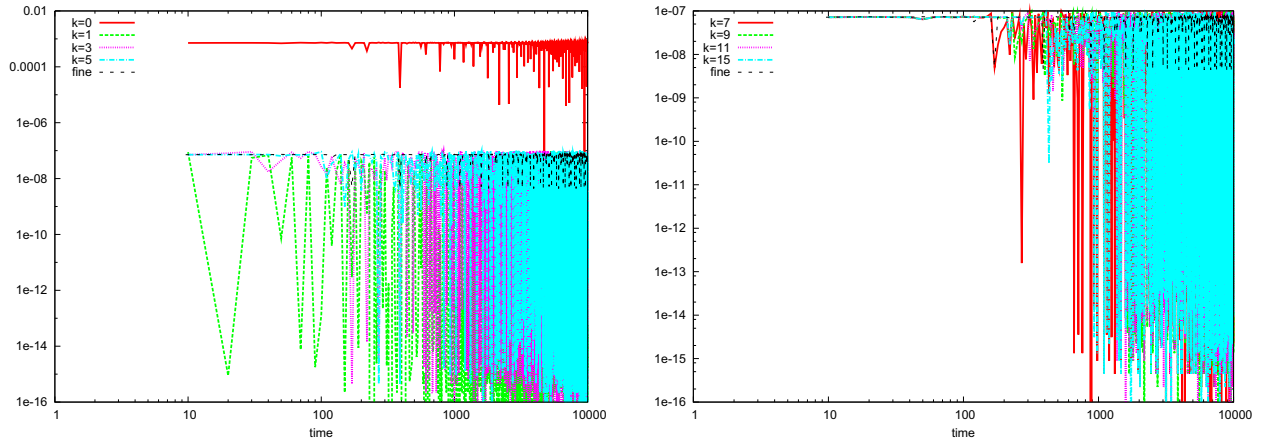 0.01
0.0001
1e-06
1e-08
1e-10
1e-12
1e-14
1e-16
1
10
100
1000
10000
time
k=0
k=1
k=3
k=5
fine
1e-07
1e-08
1e-09
1e-10
1e-11
1e-12
1e-13
1e-14
1e-15
1e-16
1
10
100
1000
10000
time
k=7
k=9
k=11
k=15
fine